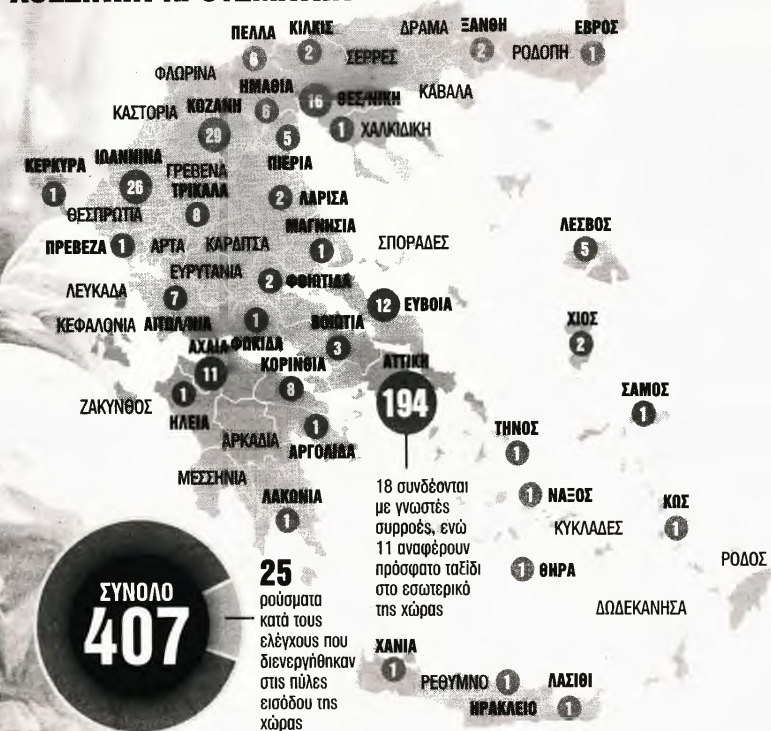 ΠΕΛΛΑ
6
ΚΙΛΚΙΣ
2
ΔΡΑΜΑ
ΞΑΝΘΗ
2
ΡΟΔΟΠΗ
ΕΒΡΟΣ
1
ΦΛΩΡΙΝΑ
ΣΕΡΡΕΣ
ΗΜΑΘΙΑ
6
16
ΘΕΣ/ΝΙΚΗ
ΚΑΒΑΛΑ
ΚΑΣΤΟΡΙΑ
ΚΟΖΑΝΗ
29
5
ΠΙΕΡΙΑ
1
ΧΑΛΚΙΔΙΚΗ
ΚΕΡΚΥΡΑ
1
ΙΩΑΝΝΙΝΑ
26
ΓΡΕΒΕΝΑ
ΤΡΙΚΑΛΑ
8
2 ΛΑΡΙΣΑ
ΘΕΣΠΡΩΤΙΑ
ΜΑΓΝΗΣΙΑ
1
ΣΠΟΡΑΔΕΣ
ΛΕΣΒΟΣ
5
ΠΡΕΒΕΖΑ 1
ΑΡΤΑ
ΚΑΡΔΙΤΣΑ
ΕΥΡΥΤΑΝΙΑ
2 ΦΘΙΩΤΙΔΑ
ΛΕΥΚΑΔΑ
7
12 ΕΥΒΟΙΑ
ΚΕΦΑΛΟΝΙΑ
ΑΙΤΩΛ/ΝΙΑ
1
ΦΩΚΙΔΑ
ΒΟΙΩΤΙΑ
3
ΧΙΟΣ
2
ΑΧΑΙΑ
11
ΚΟΡΙΝΘΙΑ
8
ΑΤΤΙΚΗ
194
ΖΑΚΥΝΘΟΣ
1
ΗΛΕΙΑ
ΣΑΜΟΣ
1
ΑΡΚΑΔΙΑ
1
ΑΡΓΟΛΙΔΑ
ΤΗΝΟΣ
1
ΜΕΣΣΗΝΙΑ
ΛΑΚΩΝΙΑ
1
18 συνδέονται
με γνωστές
συρροές, ενώ
11 αναφέρουν
πρόσφατο ταξίδι
στο εσωτερικό
της χώρας
1 ΝΑΞΟΣ
ΚΥΚΛΑΔΕΣ
ΚΩΣ
1
1 ΘΗΡΑ
ΡΟΔΟΣ
ΔΩΔΕΚΑΝΗΣΑ
ΣΥΝΟΛΟ
407
25
ρούσματα
κατά τους
ελέγχους που
διενεργήθηκαν
στις πύλες
εισόδου της
χώρας
ΧΑΝΙΑ
1
ΡΕΘΥΜΝΟ
1
ΗΡΑΚΛΕΙΟ
ΛΑΣΙΘΙ
1